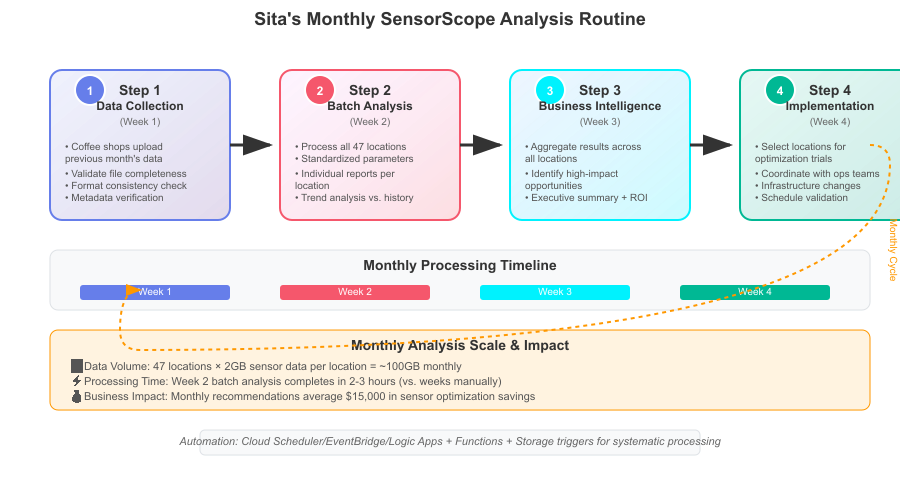 Sita's Monthly SensorScope Analysis Routine
1
Step 1
Data Collection
(Week 1)
• Coffee shops upload
previous month's data
• Validate file completeness
• Format consistency check
• Metadata verification
2
Step 2
Batch Analysis
(Week 2)
• Process all 47 locations
• Standardized parameters
• Individual reports per
location
• Trend analysis vs. history
3
Step 3
Business Intelligence
(Week 3)
• Aggregate results across
all locations
• Identify high-impact
opportunities
• Executive summary + ROI
4
Step 4
Implementation
(Week 4)
• Select locations for
optimization trials
• Coordinate with ops teams
• Infrastructure changes
• Schedule validation
Monthly Cycle
Monthly Processing Timeline
Week 1
Week 2
Week 3
Week 4
Monthly Analysis Scale & Impact
Data Volume: 47 locations × 2GB sensor data per location = ~100GB monthly
⚡Processing Time: Week 2 batch analysis completes in 2-3 hours (vs. weeks manually)
💰Business Impact: Monthly recommendations average $15,000 in sensor optimization savings
Automation: Cloud Scheduler/EventBridge/Logic Apps + Functions + Storage triggers for systematic processing